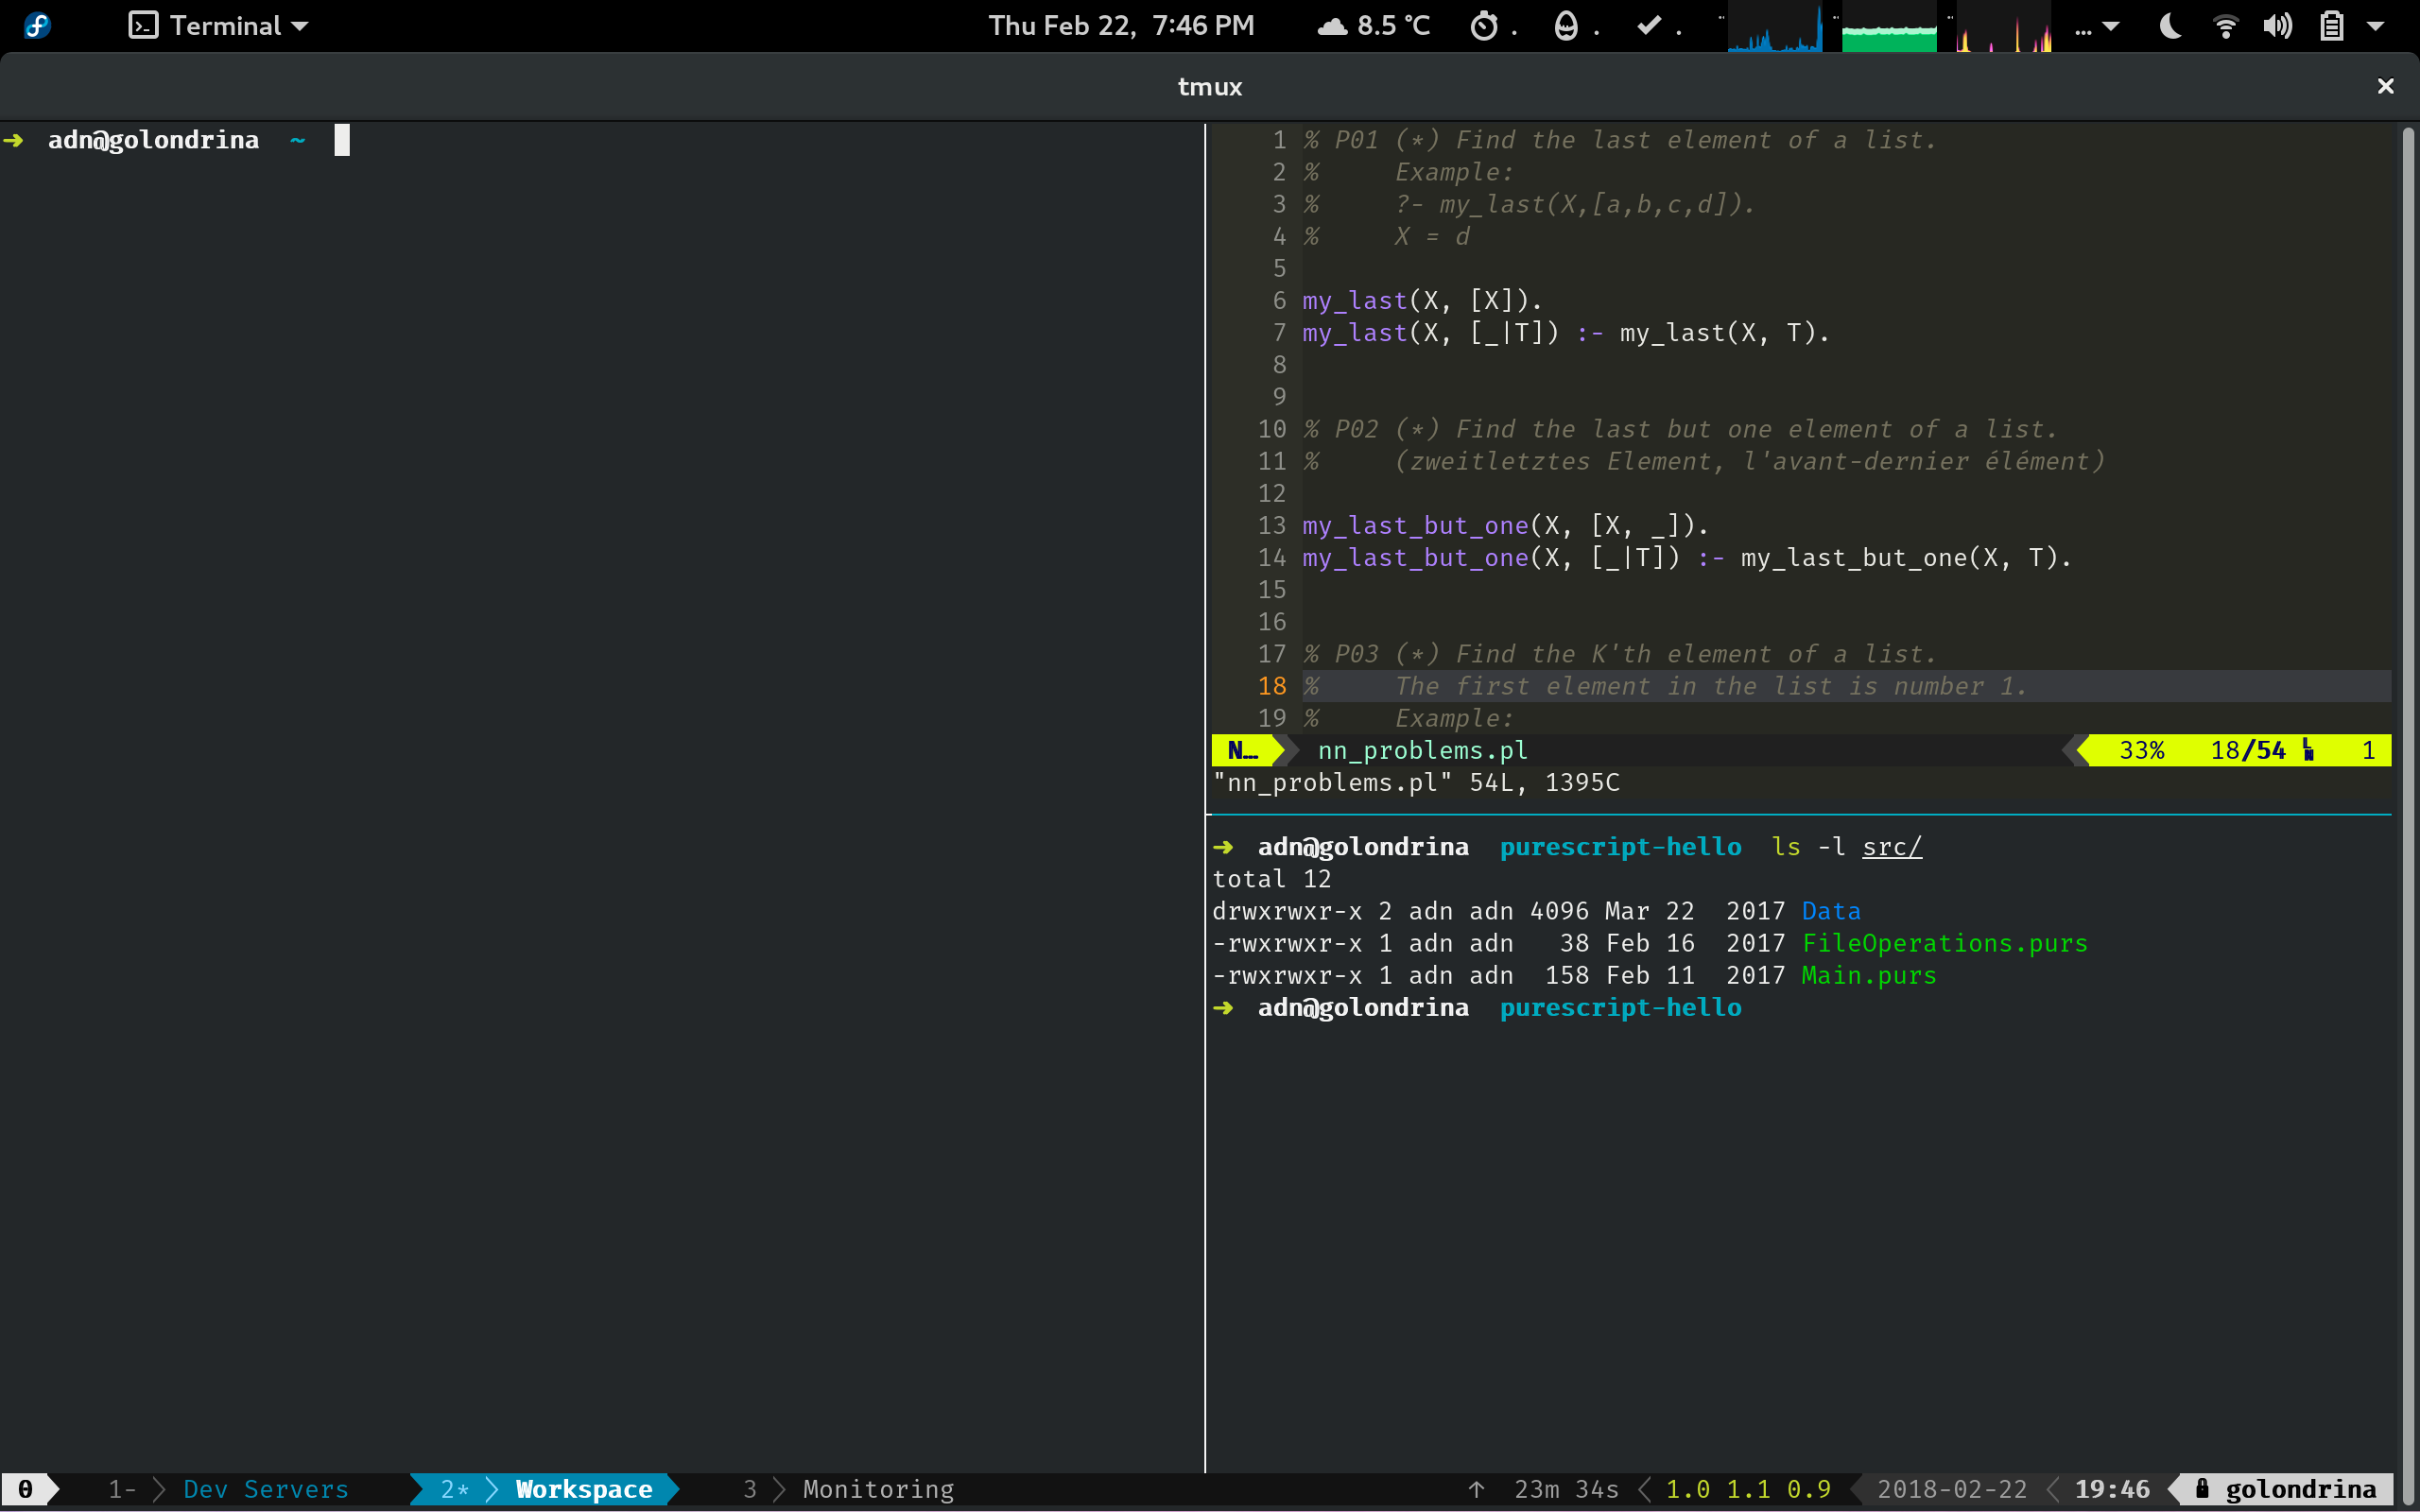 Terminal
Thu Feb 22, 7:46 PM
8.5 °C
tmux
➜ adn@golondrina ~
1 % P01 (*) Find the last element of a list.
2 %     Example:
3 %     ?- my_last(X,[a,b,c,d]).
4 %     X = d
5
6 my_last(X, [X]).
7 my_last(X, [_|T]) :- my_last(X, T).
8
9
10 % P02 (*) Find the last but one element of a list.
11 %     (zweitletztes Element, l'avant-dernier élément)
12
13 my_last_but_one(X, [X, _]).
14 my_last_but_one(X, [_|T]) :- my_last_but_one(X, T).
15
16
17 % P03 (*) Find the K'th element of a list.
18 %     The first element in the list is number 1.
19 %     Example:
N… nn_problems.pl 33% 18/54 ␤ 1
"nn_problems.pl" 54L, 1395C
➜ adn@golondrina purescript-hello ls -l src/
total 12
drwxrwxr-x 2 adn adn 4096 Mar 22  2017 Data
-rwxrwxr-x 1 adn adn   38 Feb 16  2017 FileOperations.purs
-rwxrwxr-x 1 adn adn  158 Feb 11  2017 Main.purs
➜ adn@golondrina purescript-hello
0 1- Dev Servers 2* Workspace 3 Monitoring ↑ 23m 34s 1.0 1.1 0.9 2018-02-22 19:46 golondrina